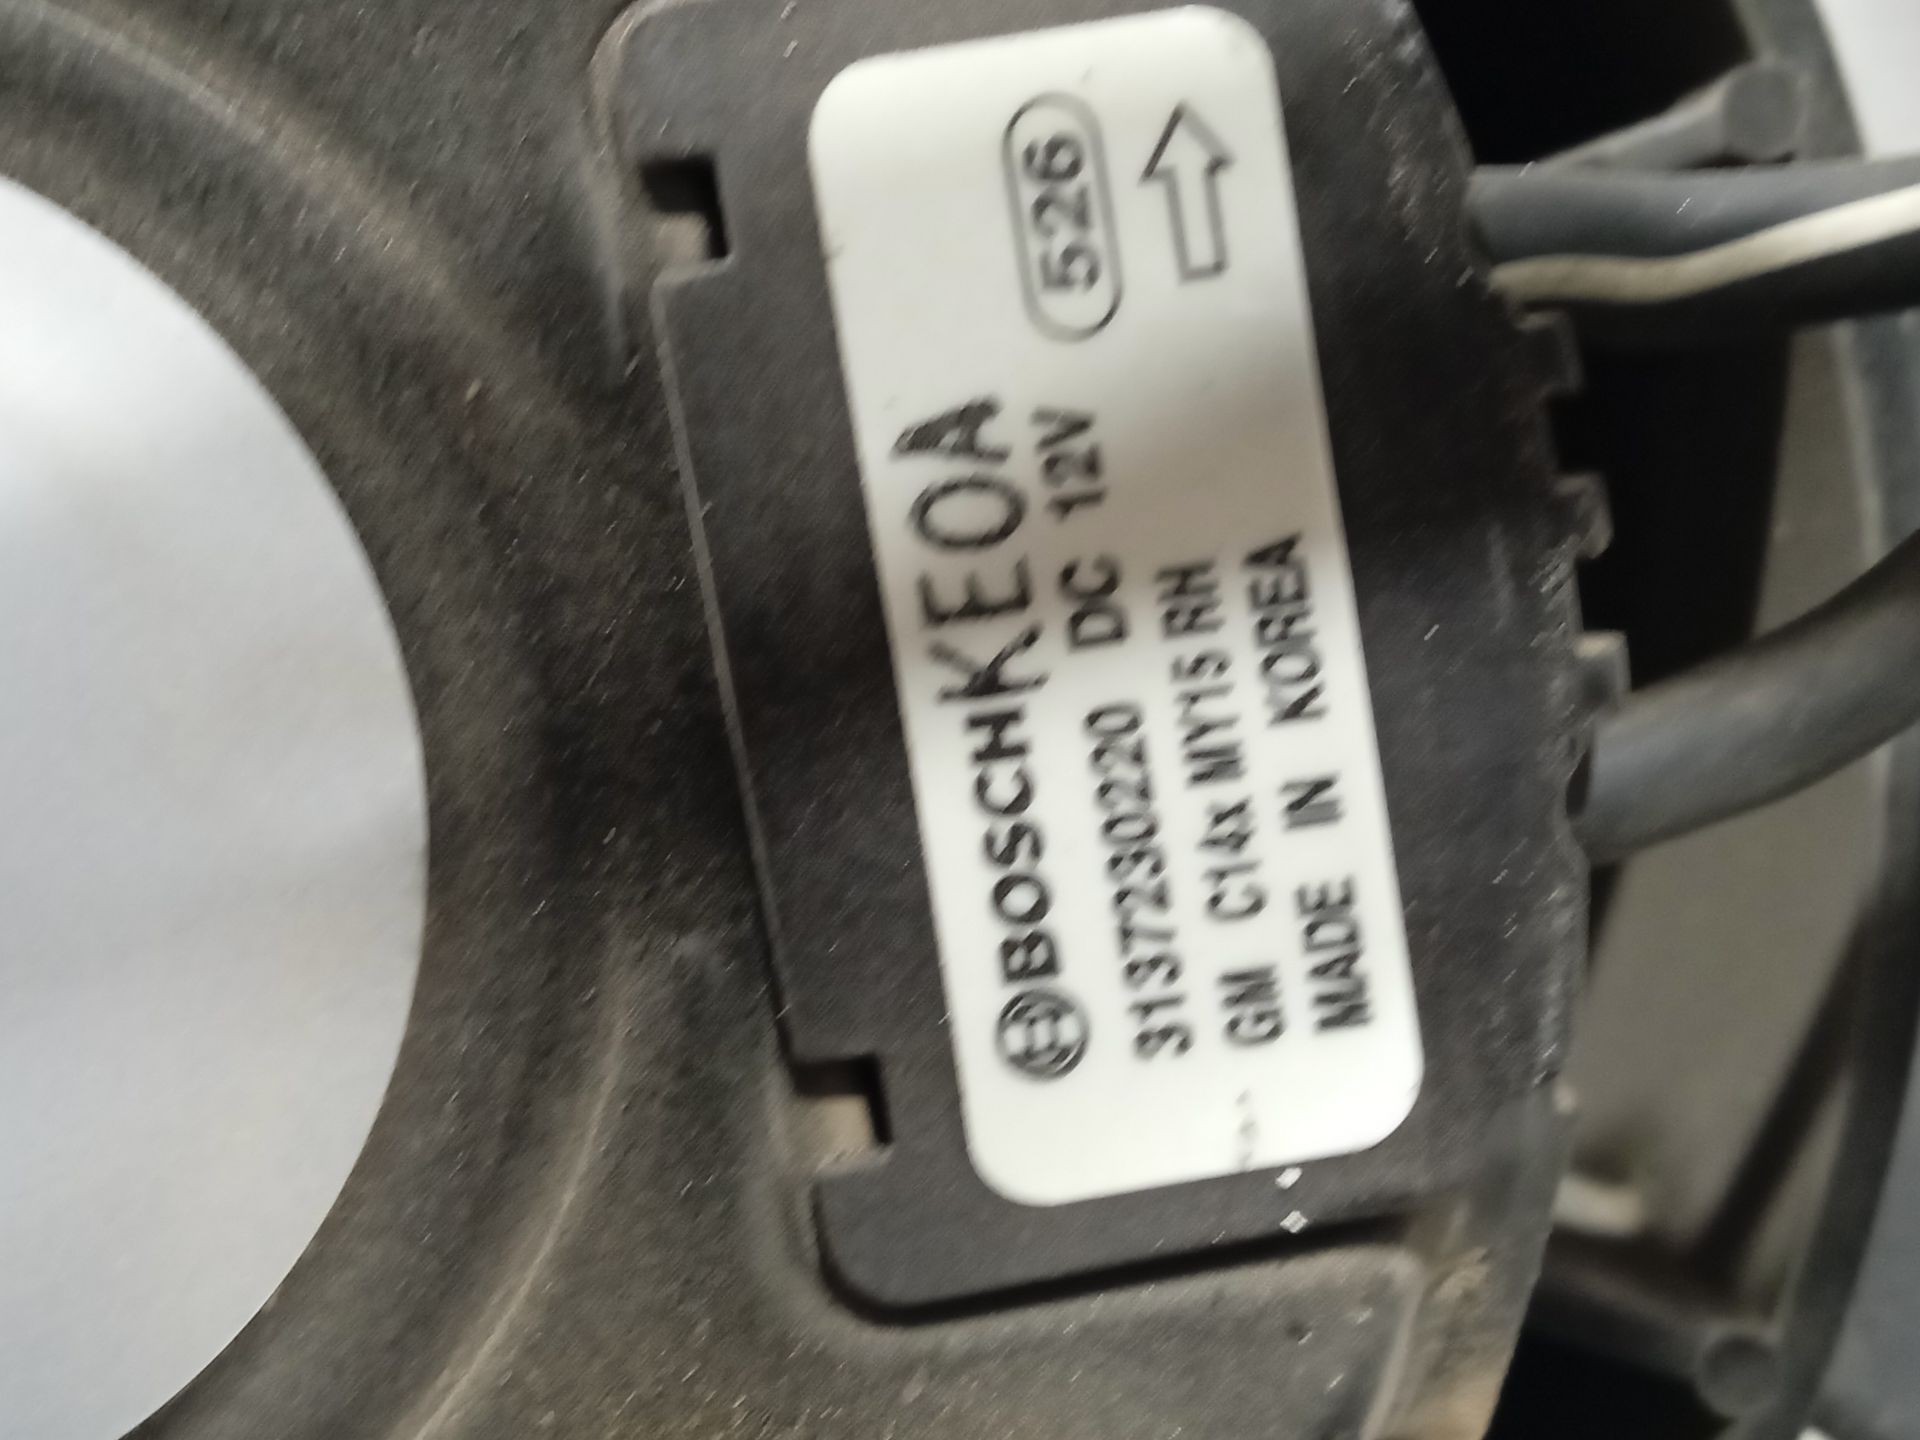 BOSCH KEOA
3137230220 DC 12V 526
GM C14x MY15 RH
MADE IN KOREA